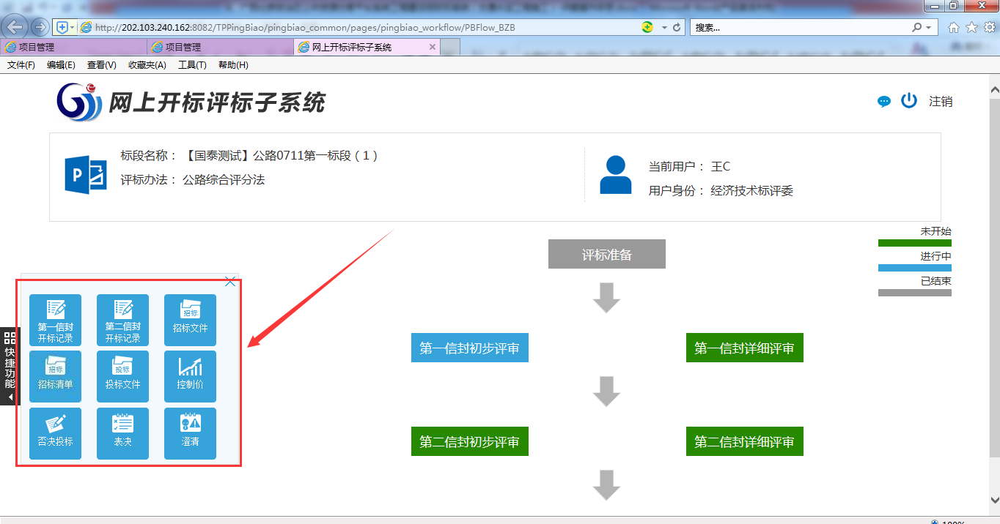 http://202.103.240.162:8082/TPPingBiao/pingbiao_common/pages/pingbiao_workflow/PBFlow_BZB
搜索...
项目管理
项目管理
网上开标评标子系统
文件(F) 编辑(E) 查看(V) 收藏夹(A) 工具(T) 帮助(H)
网上开标评标子系统
注销
标段名称： 【国泰测试】公路0711第一标段（1）
评标办法： 公路综合评分法
当前用户： 王C
用户身份： 经济技术标评委
未开始
进行中
已结束
评标准备
第一信封初步评审
第一信封详细评审
第二信封初步评审
第二信封详细评审
快捷功能
第一信封
开标记录
第二信封
开标记录
招标
招标文件
招标
招标清单
投标
投标文件
控制价
否决投标
表决
澄清